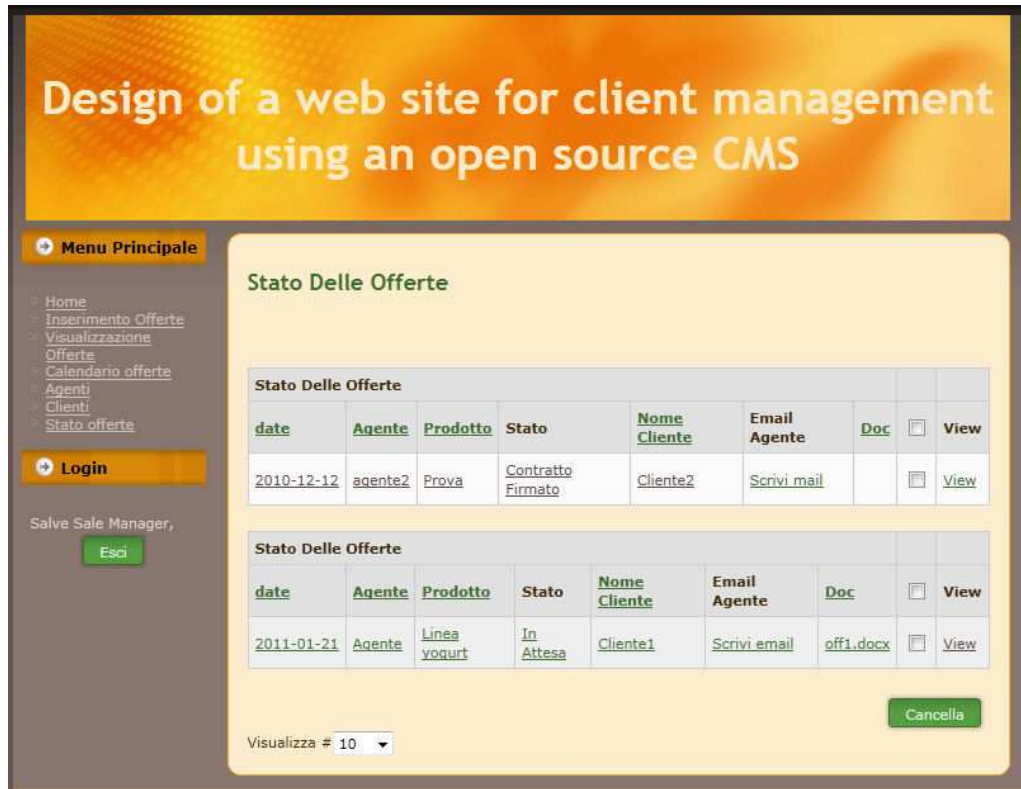 Design of a web site for client management
using an open source CMS
Menu Principale
Home
Inserimento Offerte
Visualizzazione
Offerte
Calendario offerte
Agenti
Clienti
Stato offerte
Login
Salve Sale Manager,
Esci
Stato Delle Offerte
Stato Delle Offerte
date Agente Prodotto Stato Nome Cliente Email Agente Doc View
2010-12-12 agente2 Prova Contratto Firmato Cliente2 Scrivi mail View
Stato Delle Offerte
date Agente Prodotto Stato Nome Cliente Email Agente Doc View
2011-01-21 Agente Linea yogurt In Attesa Cliente1 Scrivi email off1.docx View
Cancella
Visualizza # 10